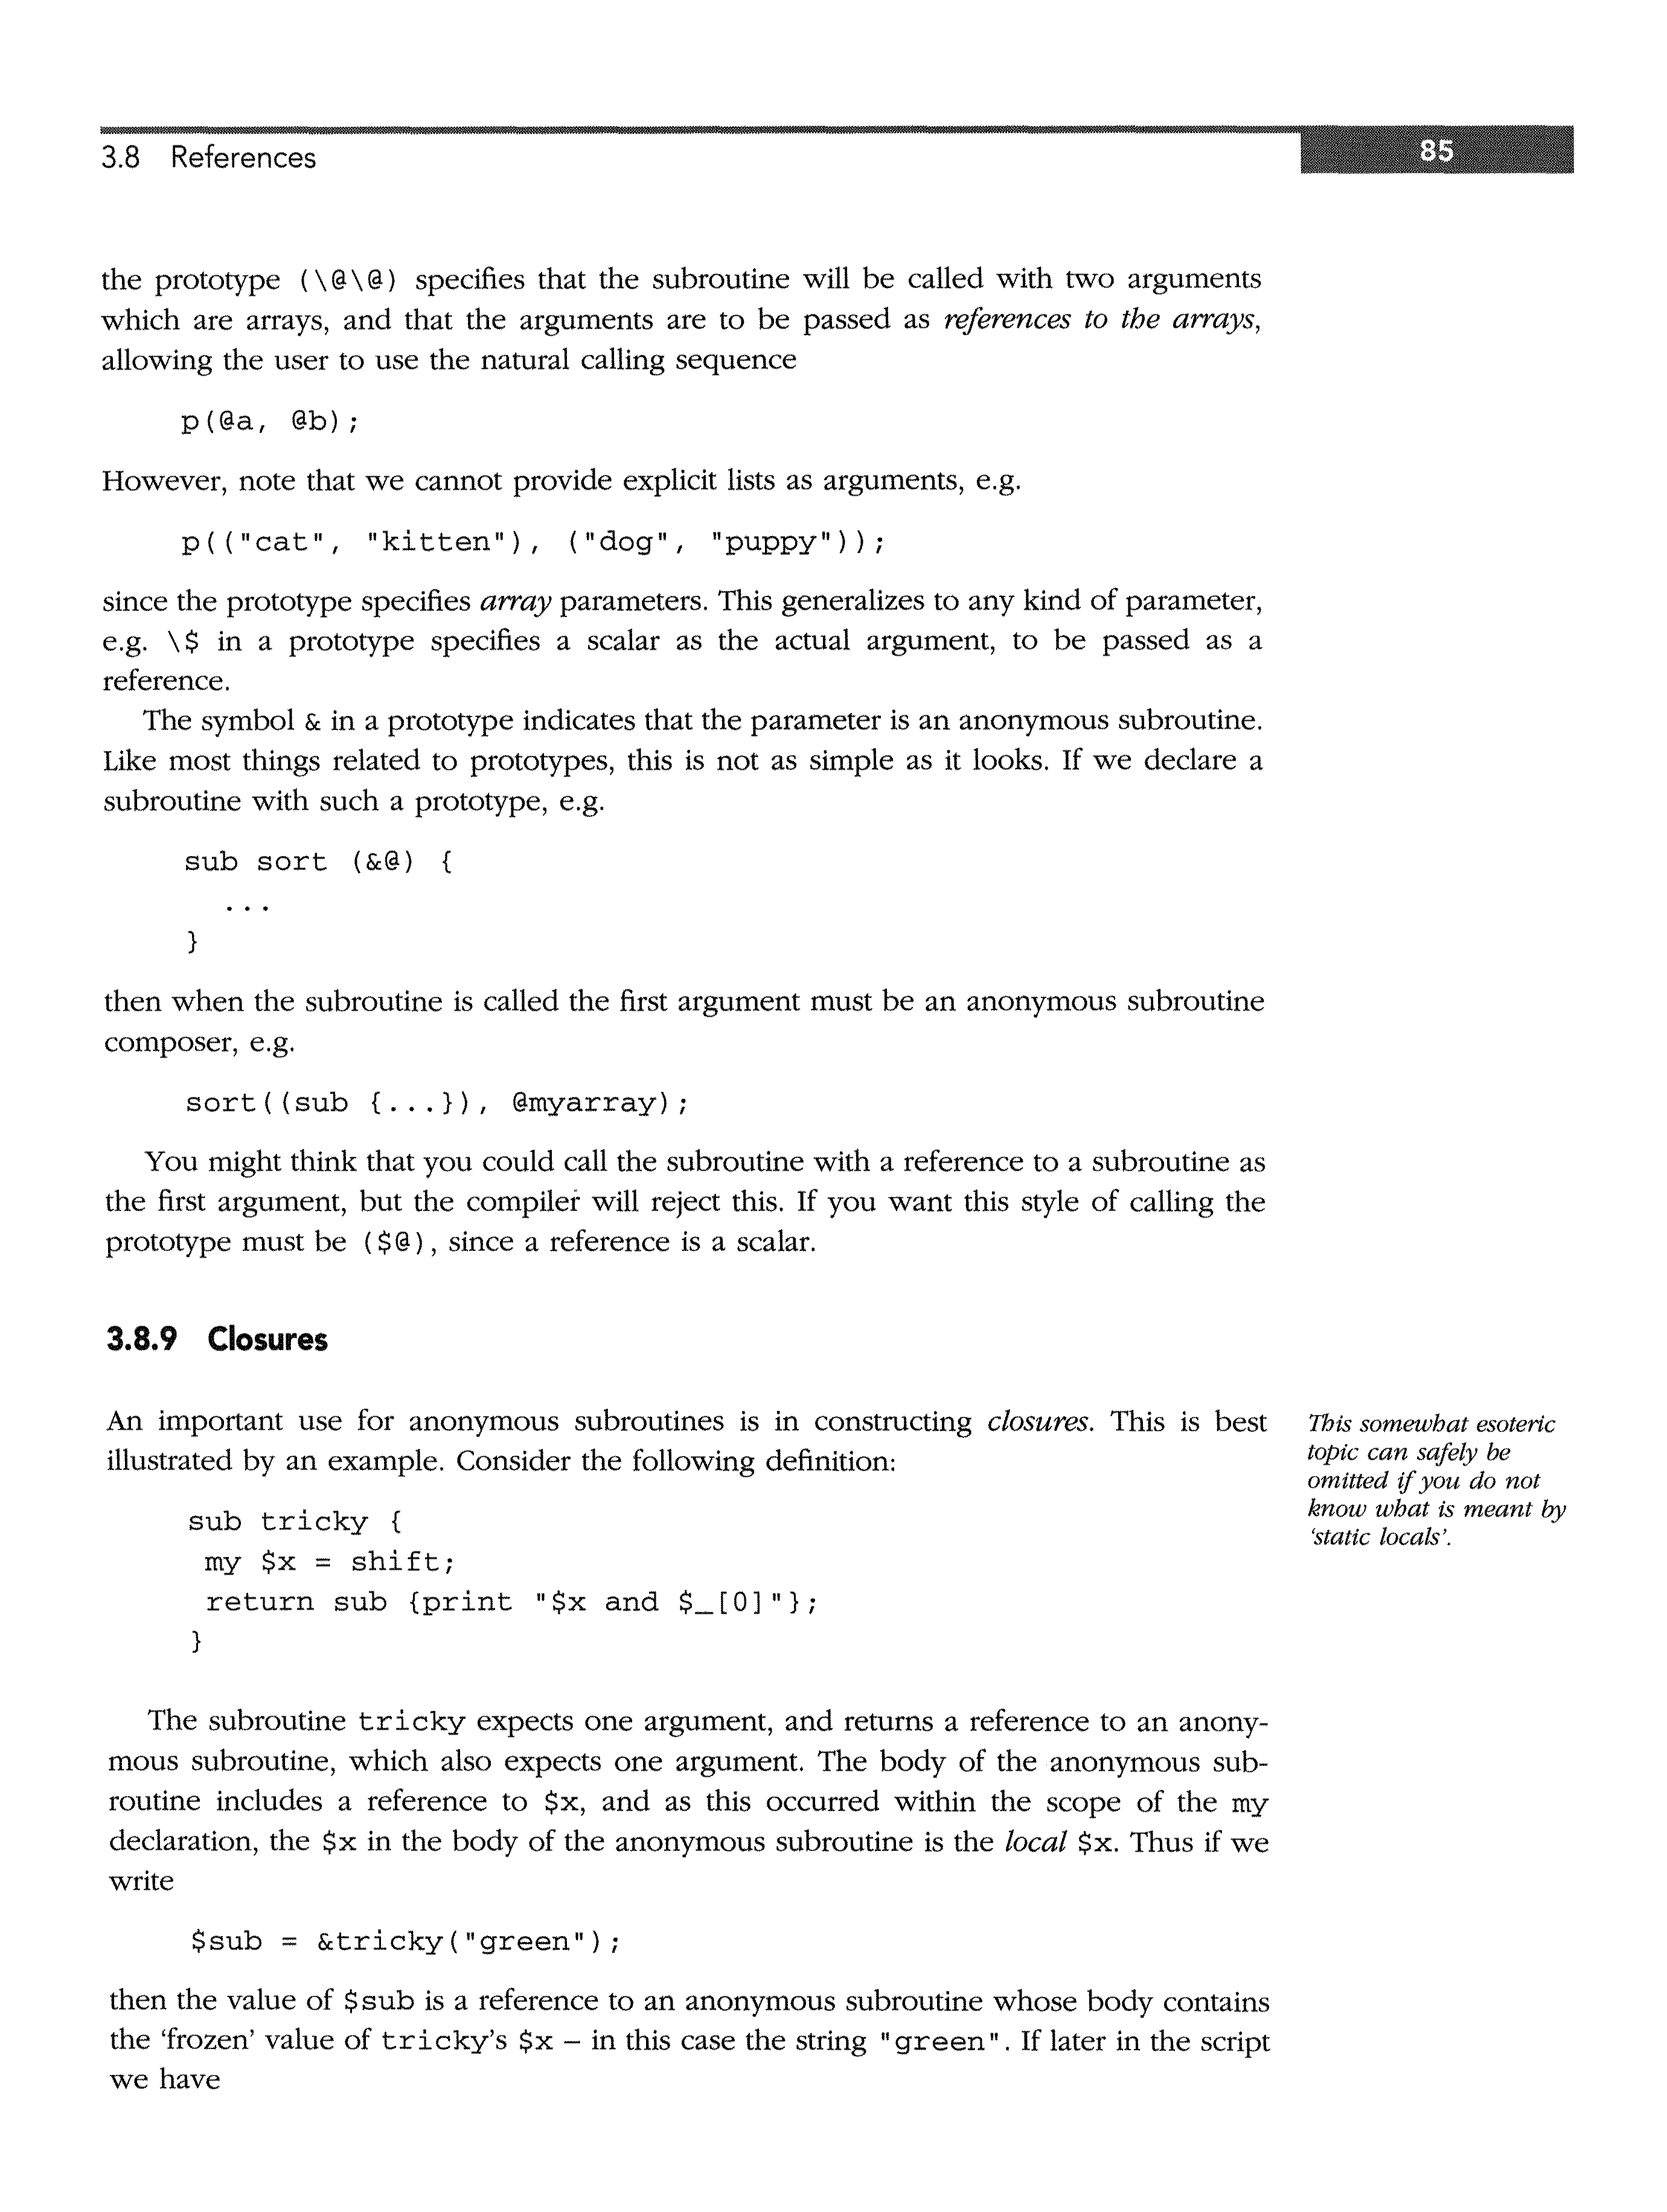 3.8 References
85
the prototype (\@\@) specifies that the subroutine will be called with two arguments
which are arrays, and that the arguments are to be passed as references to the arrays,
allowing the user to use the natural calling sequence
p(@a, @b);
However, note that we cannot provide explicit lists as arguments, e.g.
p(("cat", "kitten"), ("dog", "puppy"));
since the prototype specifies array parameters. This generalizes to any kind of parameter,
e.g. \$ in a prototype specifies a scalar as the actual argument, to be passed as a
reference.
The symbol & in a prototype indicates that the parameter is an anonymous subroutine.
Like most things related to prototypes, this is not as simple as it looks. If we declare a
subroutine with such a prototype, e.g.
sub sort (&@) {
...
}
then when the subroutine is called the first argument must be an anonymous subroutine
composer, e.g.
sort((sub {...}), @myarray);
You might think that you could call the subroutine with a reference to a subroutine as
the first argument, but the compiler will reject this. If you want this style of calling the
prototype must be ($@), since a reference is a scalar.
3.8.9 Closures
An important use for anonymous subroutines is in constructing closures. This is best
illustrated by an example. Consider the following definition:
This somewhat esoteric
topic can safely be
omitted if you do not
know what is meant by
'static locals'.
sub tricky {
my $x = shift;
return sub {print "$x and $_[0]"};
}
The subroutine tricky expects one argument, and returns a reference to an anony-
mous subroutine, which also expects one argument. The body of the anonymous sub-
routine includes a reference to $x, and as this occurred within the scope of the my
declaration, the $x in the body of the anonymous subroutine is the local $x. Thus if we
write
$sub = &tricky("green");
then the value of $sub is a reference to an anonymous subroutine whose body contains
the 'frozen' value of tricky's $x – in this case the string "green". If later in the script
we have